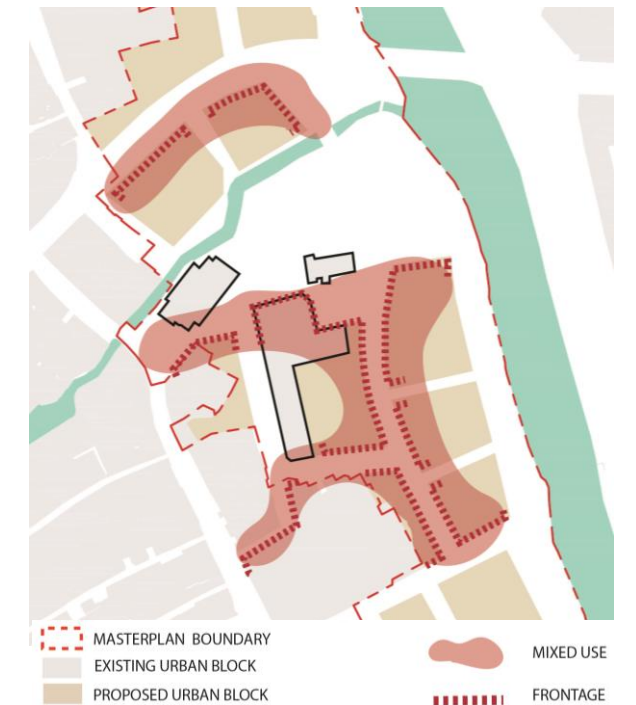 MASTERPLAN BOUNDARY
EXISTING URBAN BLOCK
PROPOSED URBAN BLOCK
MIXED USE
FRONTAGE